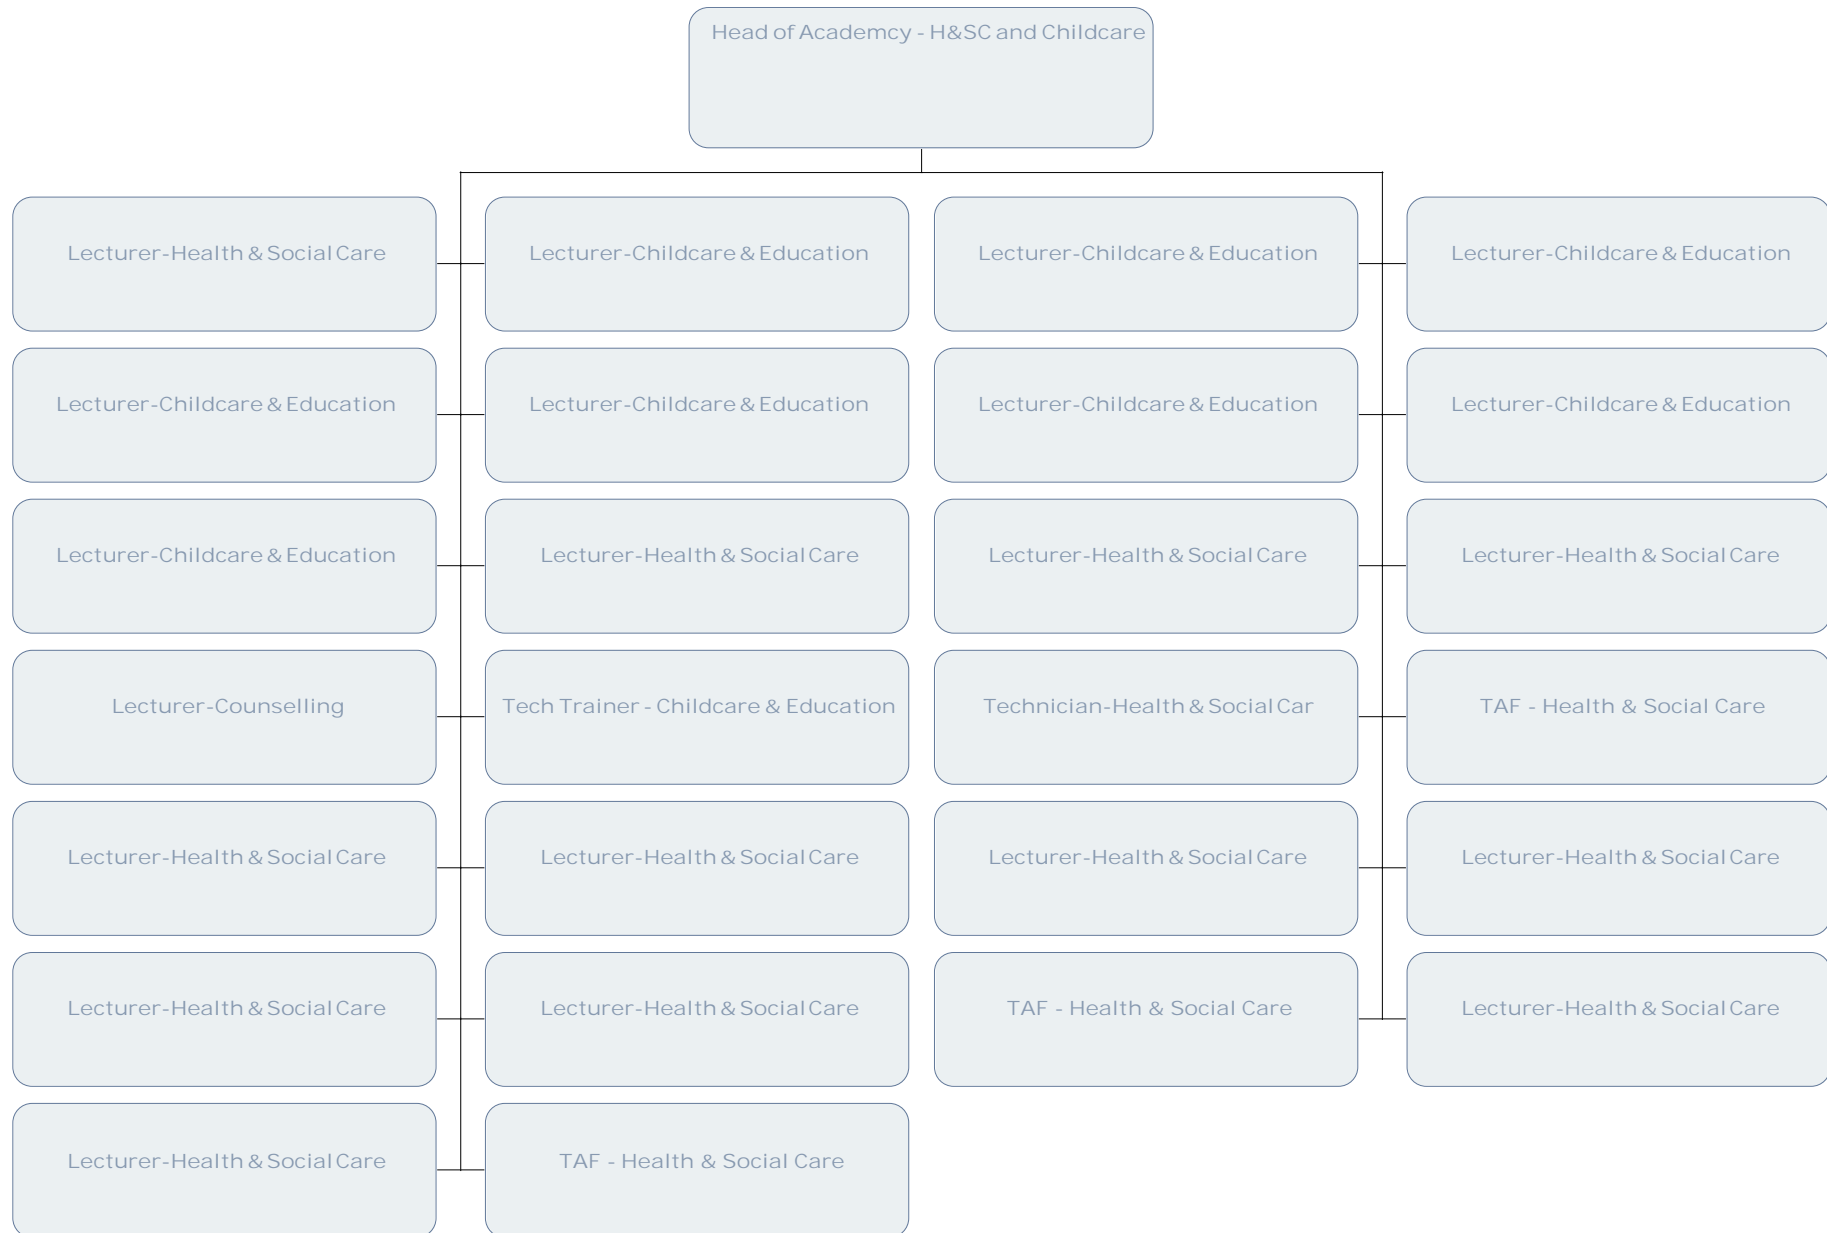 Head of Academcy - H&SC and Childcare
Lecturer-Health & Social Care
Lecturer-Childcare & Education
Lecturer-Childcare & Education
Lecturer-Childcare & Education
Lecturer-Childcare & Education
Lecturer-Childcare & Education
Lecturer-Childcare & Education
Lecturer-Childcare & Education
Lecturer-Childcare & Education
Lecturer-Health & Social Care
Lecturer-Health & Social Care
Lecturer-Health & Social Care
Lecturer-Counselling
Tech Trainer - Childcare & Education
Technician-Health & Social Car
TAF - Health & Social Care
Lecturer-Health & Social Care
Lecturer-Health & Social Care
Lecturer-Health & Social Care
Lecturer-Health & Social Care
Lecturer-Health & Social Care
Lecturer-Health & Social Care
TAF - Health & Social Care
Lecturer-Health & Social Care
Lecturer-Health & Social Care
TAF - Health & Social Care